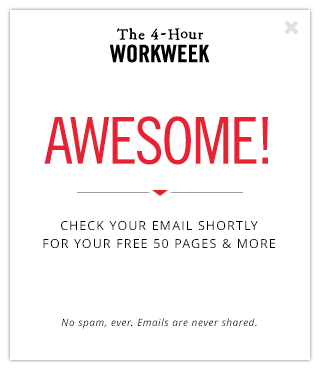 The 4-Hour
WORKWEEK
AWESOME!
CHECK YOUR EMAIL SHORTLY
FOR YOUR FREE 50 PAGES & MORE
No spam, ever. Emails are never shared.